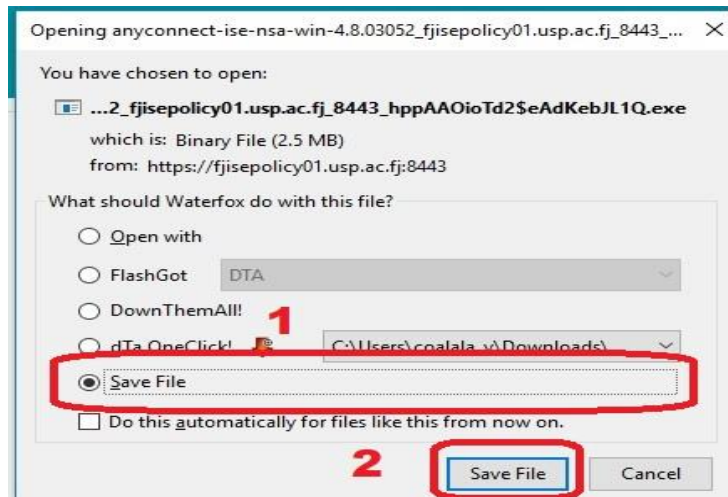 Opening anyconnect-ise-nsa-win-4.8.03052_fjisepolicy01.usp.ac.fj_8443_...
You have chosen to open:
...2_fjisepolicy01.usp.ac.fj_8443_hppAAOioTd2$eAdKebJL1Q.exe
which is: Binary File (2.5 MB)
from: https://fjisepolicy01.usp.ac.fj:8443
What should Waterfox do with this file?
Open with
FlashGot DTA
DownThemAll!
1
dTa OneClick! C:\Users\coalala_v\Downloads\
Save File
Do this automatically for files like this from now on.
2
Save File Cancel